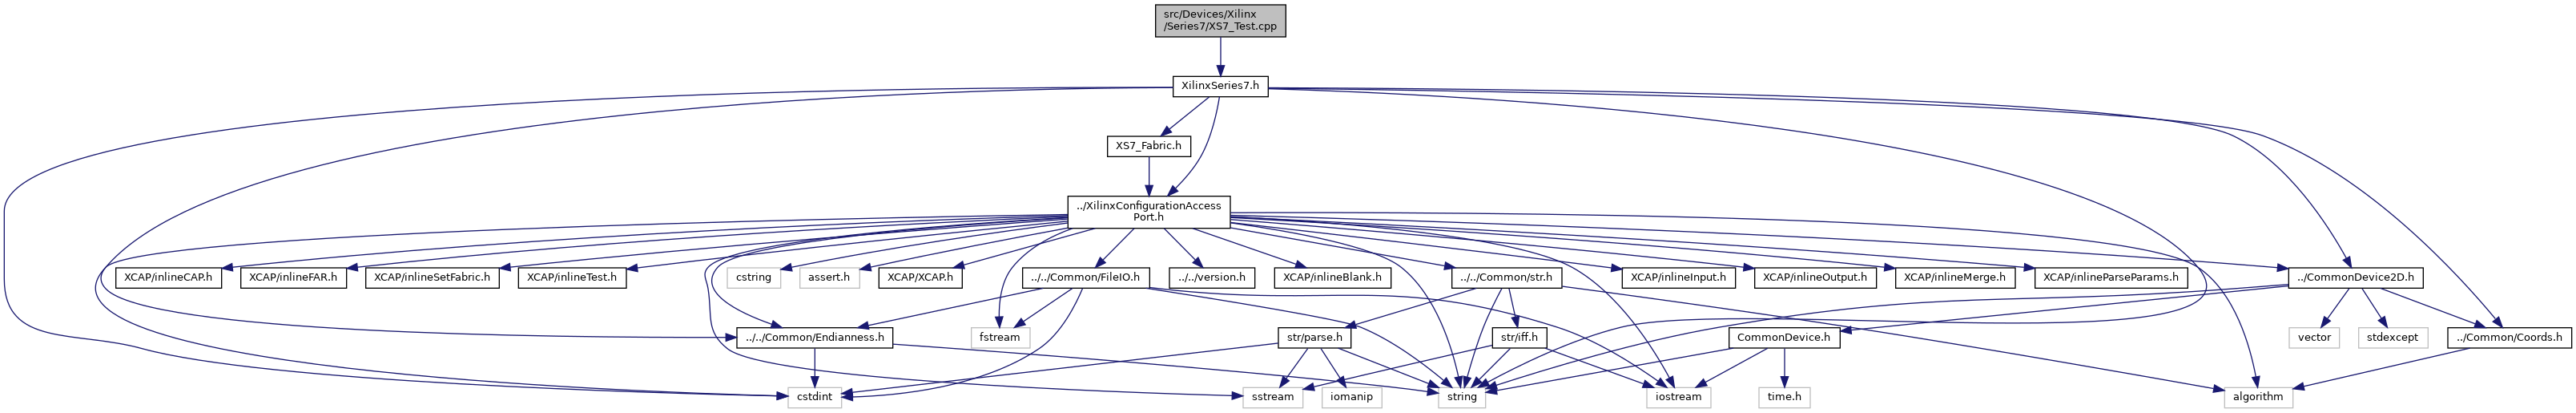 src/Devices/Xilinx
/Series7/XS7_Test.cpp
XilinxSeries7.h
XS7_Fabric.h
../XilinxConfigurationAccess
Port.h
XCAP/inlineCAP.h
XCAP/inlineFAR.h
XCAP/inlineSetFabric.h
XCAP/inlineTest.h
cstring
assert.h
XCAP/XCAP.h
../../Common/FileIO.h
../../version.h
XCAP/inlineBlank.h
../../Common/str.h
XCAP/inlineInput.h
XCAP/inlineOutput.h
XCAP/inlineMerge.h
XCAP/inlineParseParams.h
../CommonDevice2D.h
../../Common/Endianness.h
fstream
str/parse.h
str/iff.h
CommonDevice.h
vector
stdexcept
../Common/Coords.h
cstdint
sstream
iomanip
string
iostream
time.h
algorithm